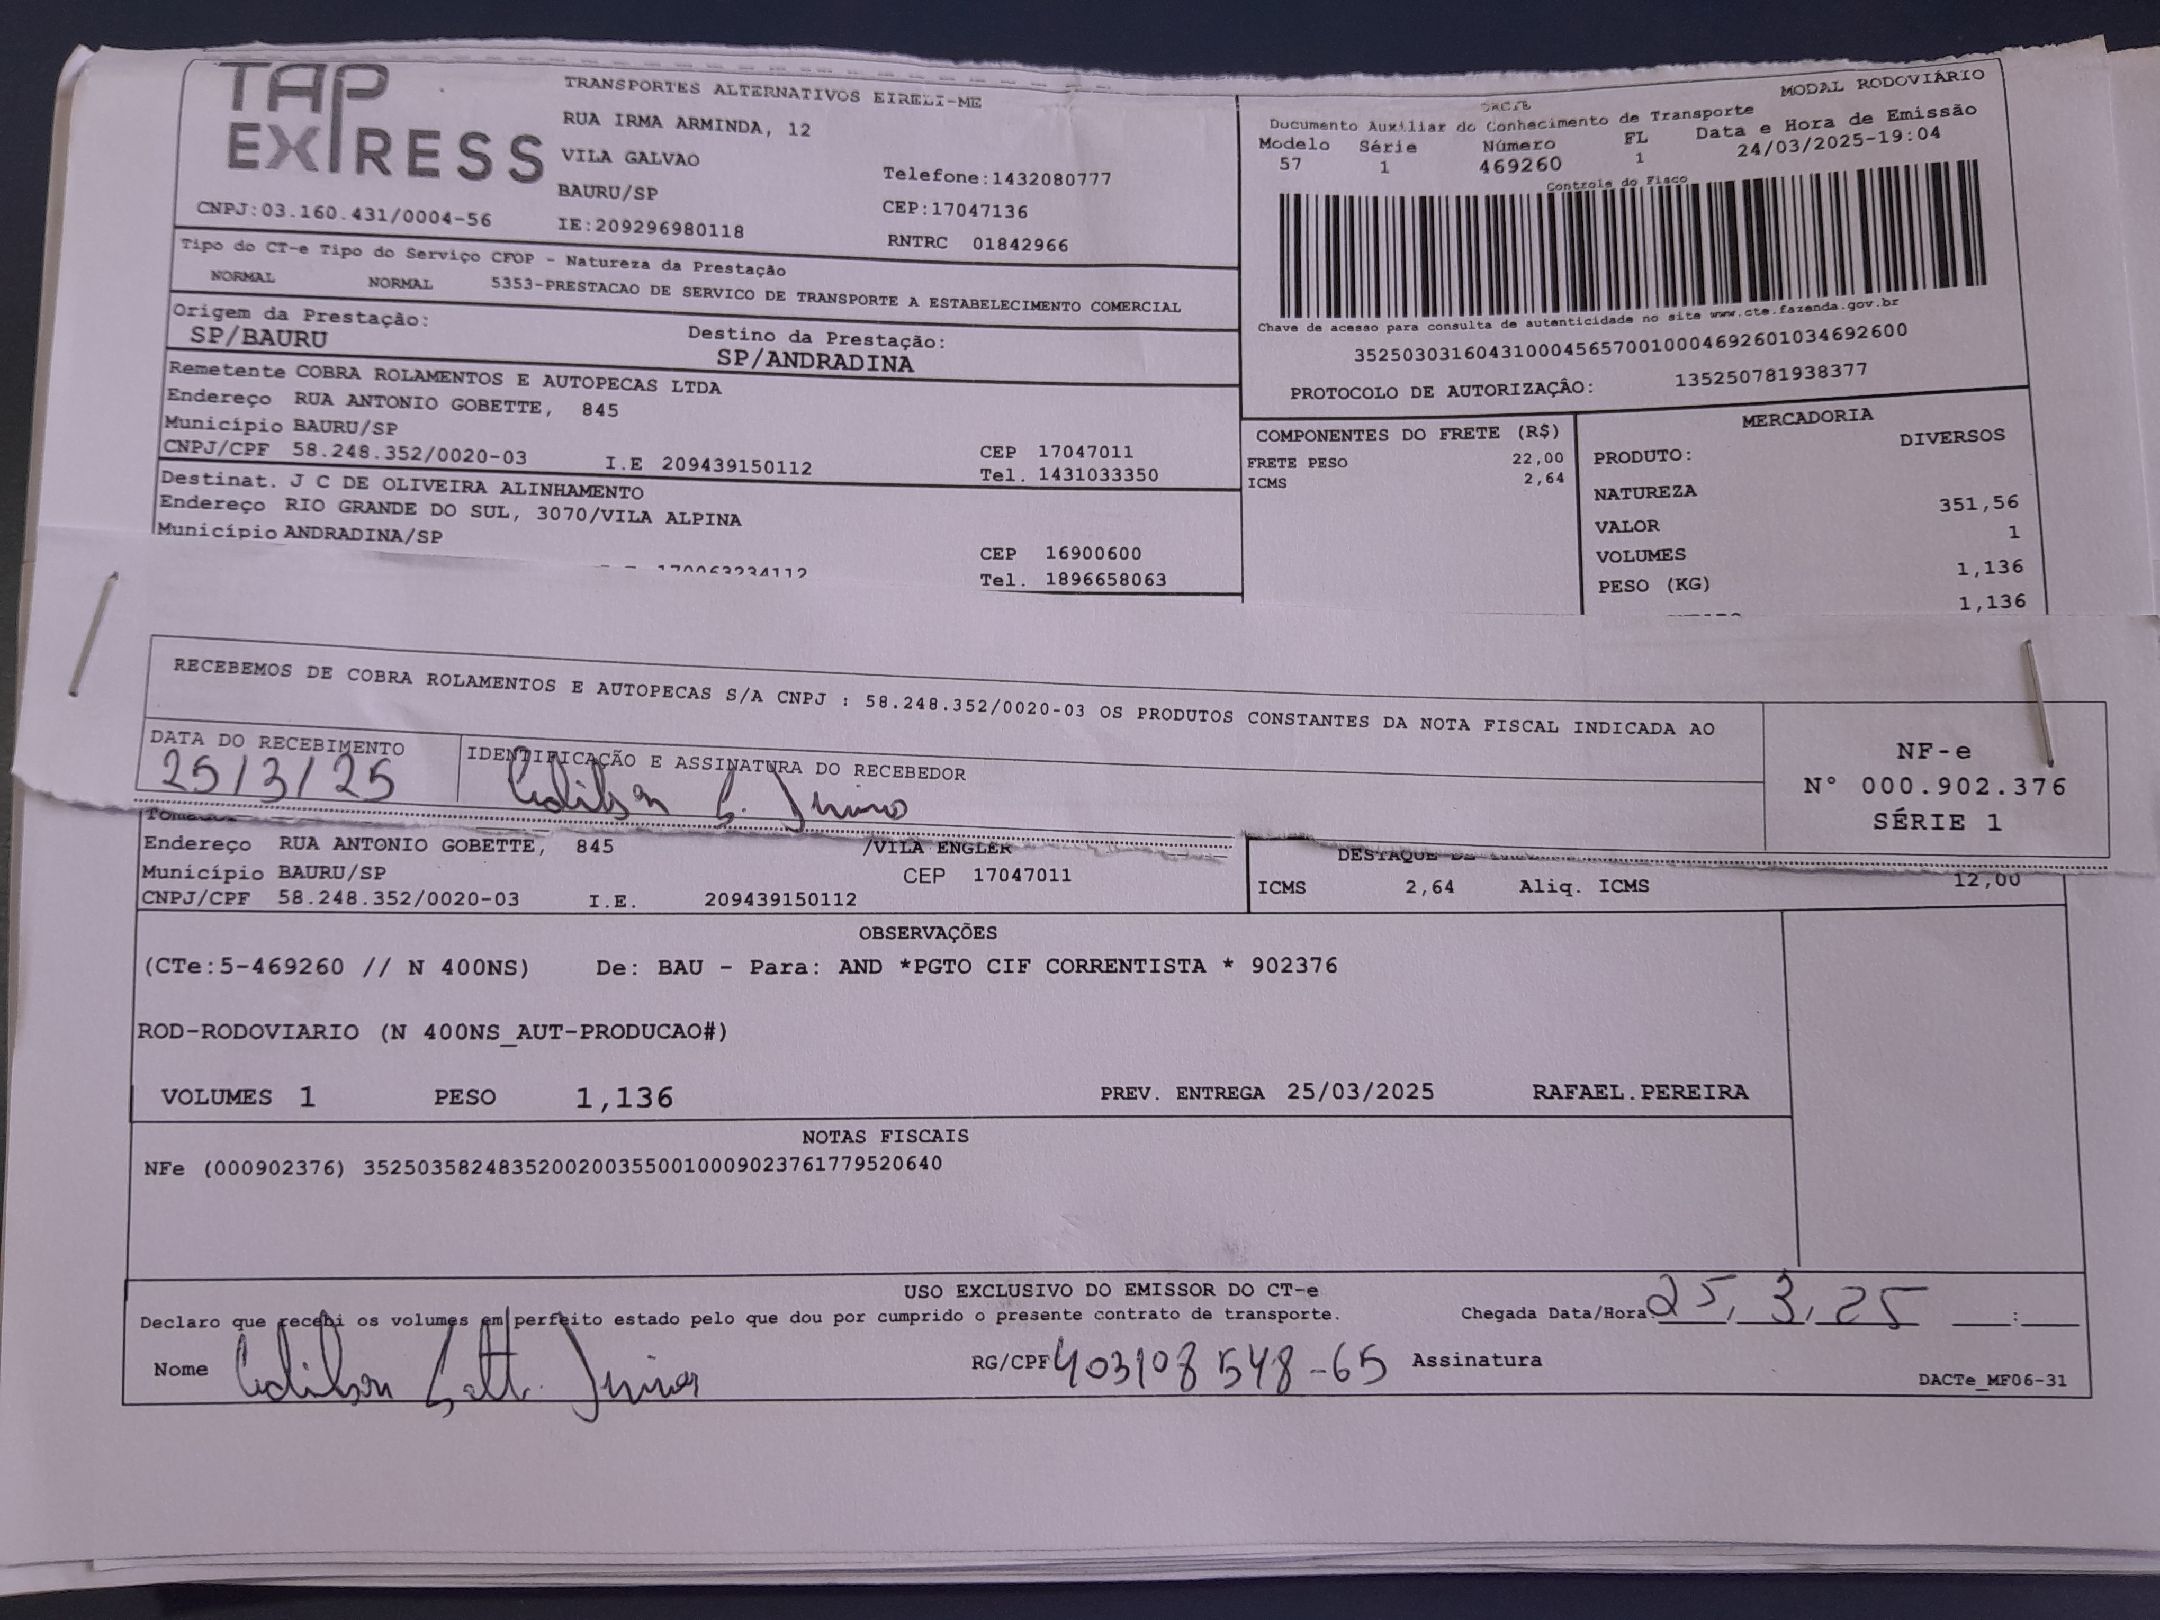 TAP
EXPRESS
TRANSPORTES ALTERNATIVOS EIRELI-ME
RUA IRMA ARMINDA, 12
VILA GALVAO
BAURU/SP
Telefone:1432080777
CEP:17047136
CNPJ:03.160.431/0004-56
IE:209296980118
RNTRC 01842966
MODAL RODOVIÁRIO
DACTE
Documento Auxiliar do Conhecimento de Transporte
Modelo Série Número FL Data e Hora de Emissão
57 1 469260 1 24/03/2025-19:04
Controle do Fisco
Chave de acesso para consulta de autenticidade no site www.cte.fazenda.gov.br
35250303160431000456570010004692601034692600
PROTOCOLO DE AUTORIZAÇÃO: 135250781938377
Tipo do CT-e Tipo do Serviço CFOP - Natureza da Prestação
NORMAL NORMAL 5353-PRESTACAO DE SERVICO DE TRANSPORTE A ESTABELECIMENTO COMERCIAL
Origem da Prestação: Destino da Prestação:
SP/BAURU SP/ANDRADINA
Remetente COBRA ROLAMENTOS E AUTOPECAS LTDA
Endereço RUA ANTONIO GOBETTE, 845
Município BAURU/SP CEP 17047011
CNPJ/CPF 58.248.352/0020-03 I.E 209439150112 Tel. 1431033350
Destinat. J C DE OLIVEIRA ALINHAMENTO
Endereço RIO GRANDE DO SUL, 3070/VILA ALPINA
Município ANDRADINA/SP CEP 16900600
170063234112 Tel. 1896658063
COMPONENTES DO FRETE (R$)
FRETE PESO 22,00
ICMS 2,64
MERCADORIA
PRODUTO: DIVERSOS
NATUREZA
VALOR 351,56
VOLUMES 1
PESO (KG) 1,136
1,136
RECEBEMOS DE COBRA ROLAMENTOS E AUTOPECAS S/A CNPJ : 58.248.352/0020-03 OS PRODUTOS CONSTANTES DA NOTA FISCAL INDICADA AO
DATA DO RECEBIMENTO IDENTIFICAÇÃO E ASSINATURA DO RECEBEDOR
25/3/25
NF-e
N° 000.902.376
SÉRIE 1
Endereço RUA ANTONIO GOBETTE, 845 /VILA ENGLER
Município BAURU/SP CEP 17047011
CNPJ/CPF 58.248.352/0020-03 I.E. 209439150112
DESTAQUE
ICMS 2,64 Aliq. ICMS 12,00
OBSERVAÇÕES
(CTe:5-469260 // N 400NS) De: BAU - Para: AND *PGTO CIF CORRENTISTA * 902376
ROD-RODOVIARIO (N 400NS_AUT-PRODUCAO#)
VOLUMES 1 PESO 1,136 PREV. ENTREGA 25/03/2025 RAFAEL.PEREIRA
NOTAS FISCAIS
NFe (000902376) 35250358248352002003550010009023761779520640
USO EXCLUSIVO DO EMISSOR DO CT-e
Declaro que recebi os volumes em perfeito estado pelo que dou por cumprido o presente contrato de transporte. Chegada Data/Hora 25, 3, 25 :
Nome RG/CPF 403108548-65 Assinatura
DACTe_MF06-31